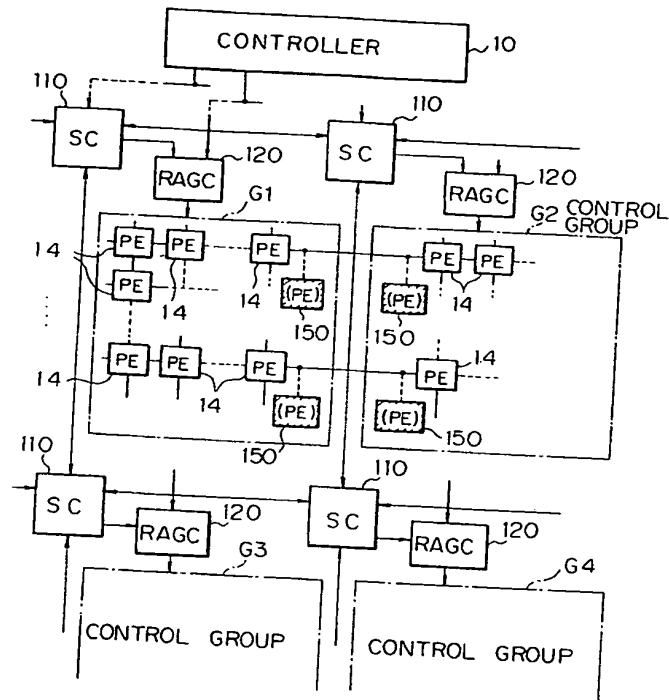 CONTROLLER 10
110
110
SC
SC
120
120
RAGC
RAGC
G1
G2 CONTROL GROUP
14 PE PE PE PE PE
14 14 14
PE (PE) (PE)
150 150
14
PE PE PE PE
14 14
(PE) (PE)
150 150
110
110
SC
SC
120
120
RAGC
RAGC
G3
G4
CONTROL GROUP
CONTROL GROUP